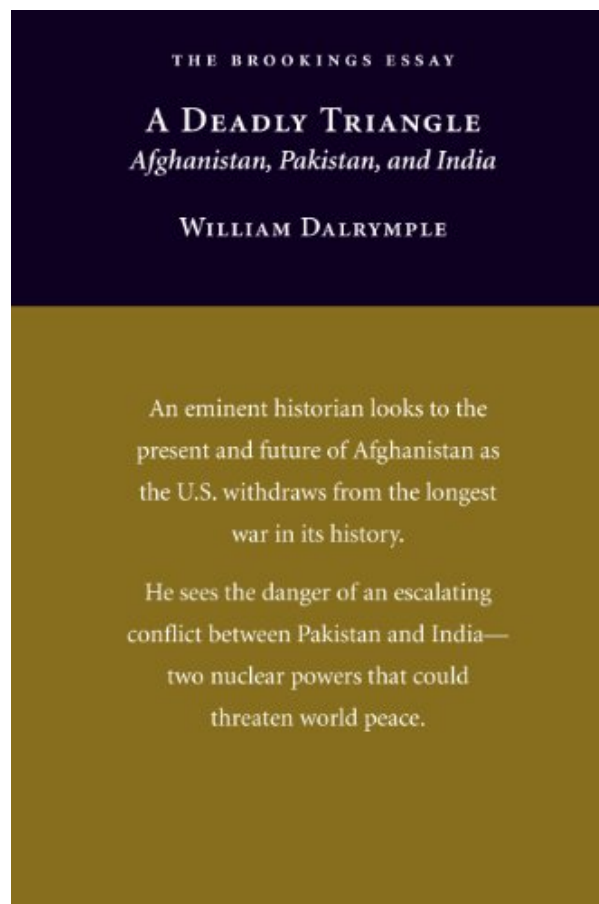 THE BROOKINGS ESSAY
A DEADLY TRIANGLE
Afghanistan, Pakistan, and India
WILLIAM DALRYMPLE
An eminent historian looks to the
present and future of Afghanistan as
the U.S. withdraws from the longest
war in its history.
He sees the danger of an escalating
conflict between Pakistan and India—
two nuclear powers that could
threaten world peace.